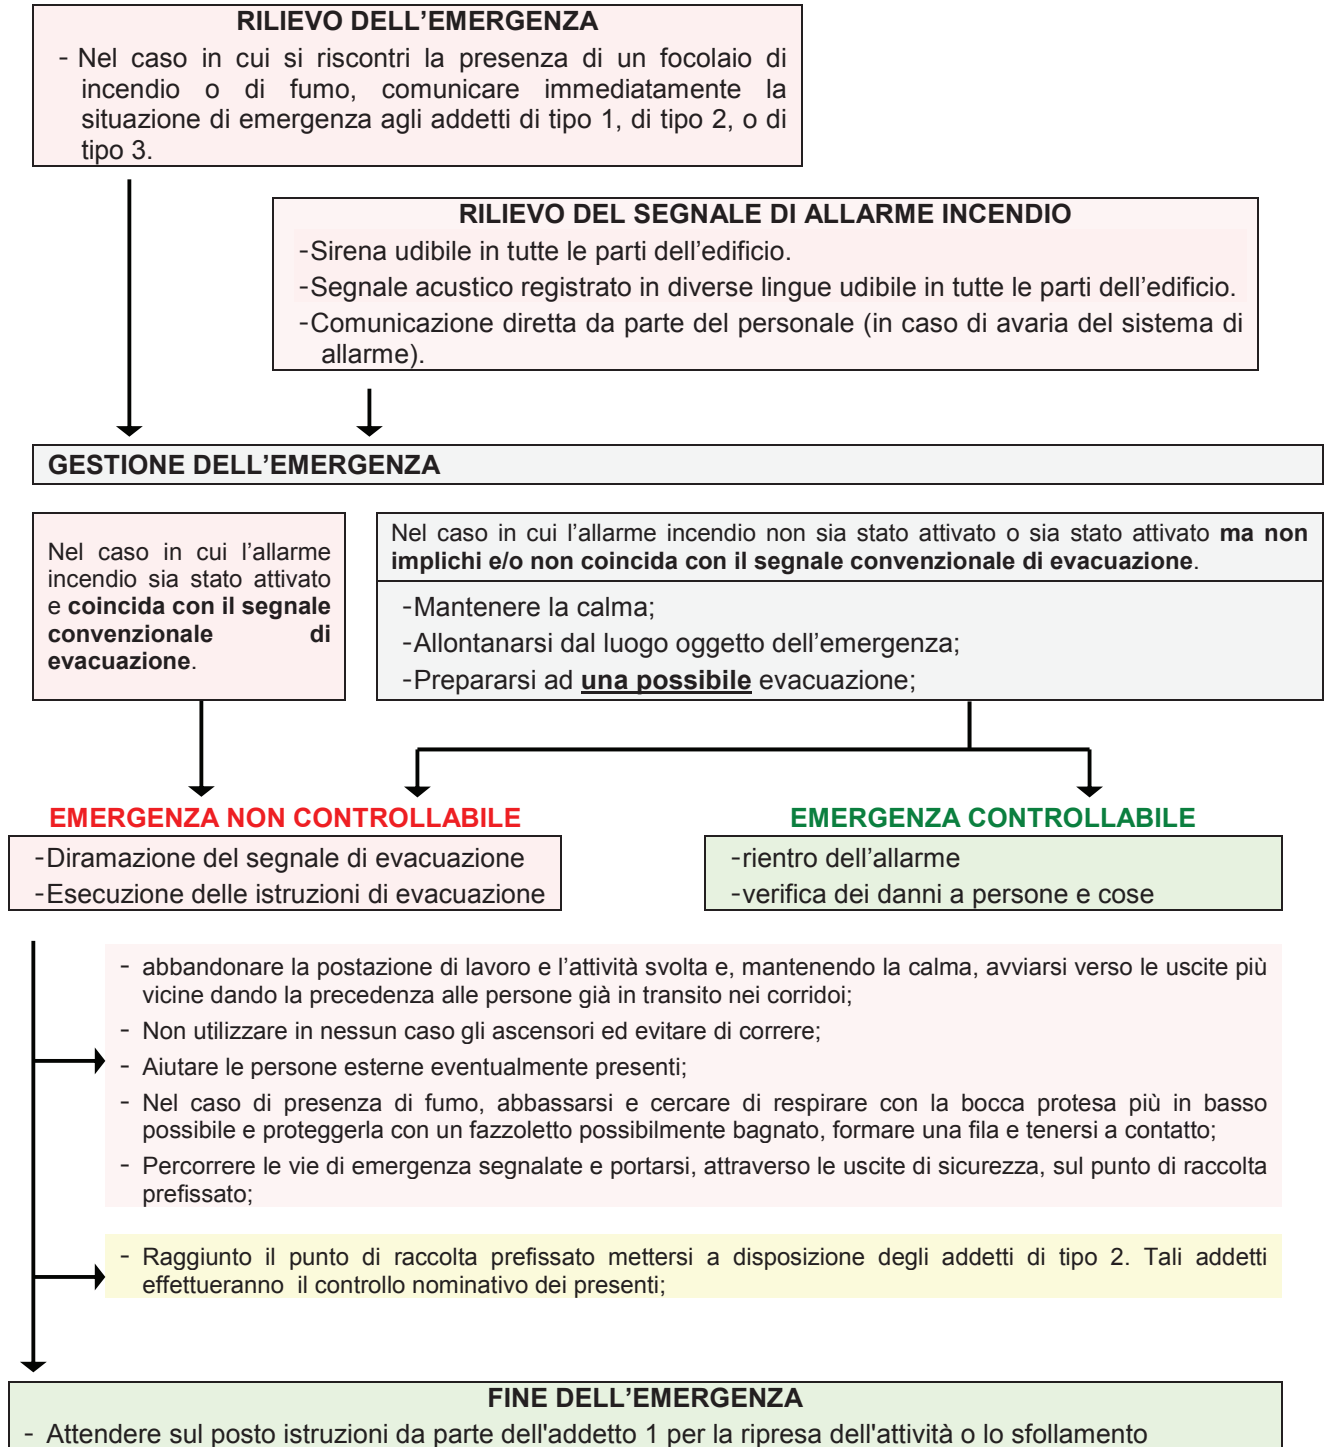 RILIEVO DELL’EMERGENZA
- Nel caso in cui si riscontri la presenza di un focolaio di
incendio o di fumo, comunicare immediatamente la
situazione di emergenza agli addetti di tipo 1, di tipo 2, o di
tipo 3.
RILIEVO DEL SEGNALE DI ALLARME INCENDIO
-Sirena udibile in tutte le parti dell’edificio.
-Segnale acustico registrato in diverse lingue udibile in tutte le parti dell’edificio.
-Comunicazione diretta da parte del personale (in caso di avaria del sistema di
allarme).
GESTIONE DELL’EMERGENZA
Nel caso in cui l’allarme
incendio sia stato attivato
e coincida con il segnale
convenzionale di
evacuazione.
Nel caso in cui l’allarme incendio non sia stato attivato o sia stato attivato ma non
implichi e/o non coincida con il segnale convenzionale di evacuazione.
-Mantenere la calma;
-Allontanarsi dal luogo oggetto dell’emergenza;
-Prepararsi ad una possibile evacuazione;
EMERGENZA NON CONTROLLABILE
-Diramazione del segnale di evacuazione
-Esecuzione delle istruzioni di evacuazione
EMERGENZA CONTROLLABILE
-rientro dell’allarme
-verifica dei danni a persone e cose
- abbandonare la postazione di lavoro e l’attività svolta e, mantenendo la calma, avviarsi verso le uscite più
vicine dando la precedenza alle persone già in transito nei corridoi;
- Non utilizzare in nessun caso gli ascensori ed evitare di correre;
- Aiutare le persone esterne eventualmente presenti;
- Nel caso di presenza di fumo, abbassarsi e cercare di respirare con la bocca protesa più in basso
possibile e proteggerla con un fazzoletto possibilmente bagnato, formare una fila e tenersi a contatto;
- Percorrere le vie di emergenza segnalate e portarsi, attraverso le uscite di sicurezza, sul punto di raccolta
prefissato;
- Raggiunto il punto di raccolta prefissato mettersi a disposizione degli addetti di tipo 2. Tali addetti
effettueranno il controllo nominativo dei presenti;
FINE DELL’EMERGENZA
- Attendere sul posto istruzioni da parte dell'addetto 1 per la ripresa dell'attività o lo sfollamento